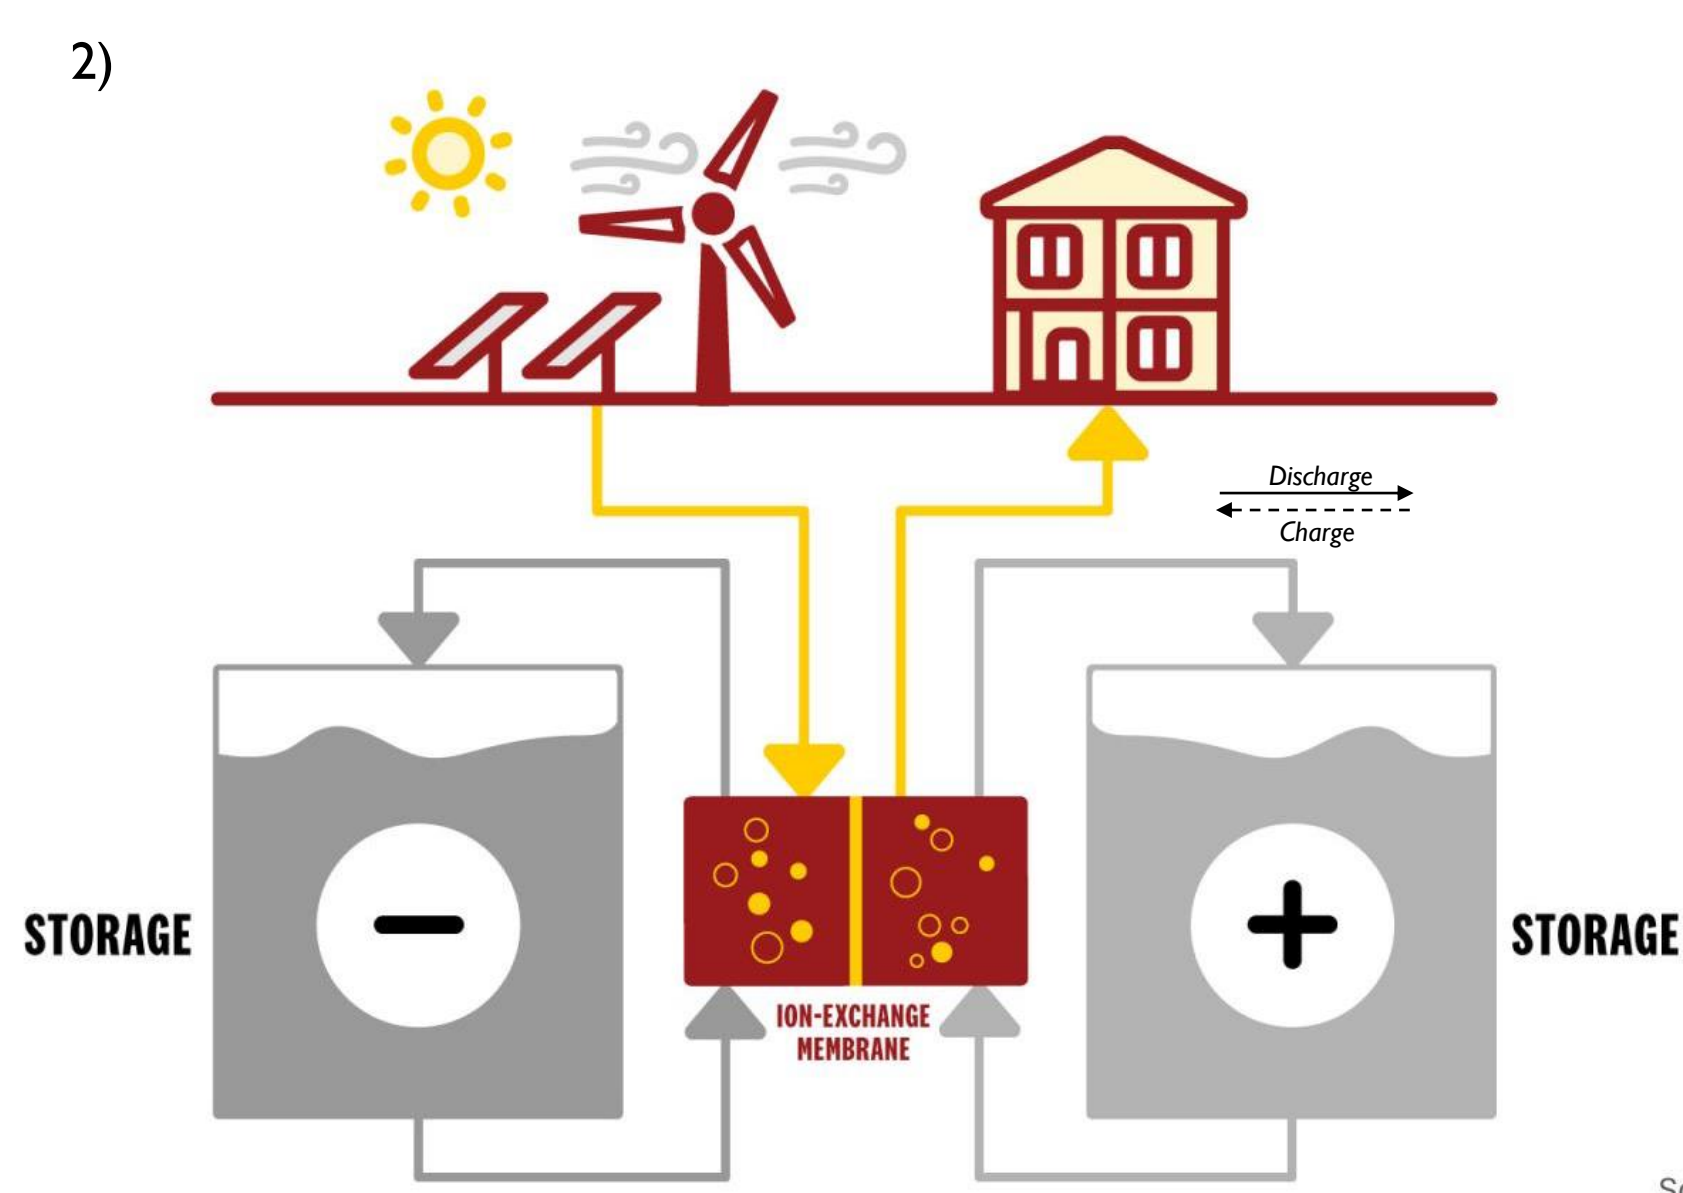 2)
Discharge
Charge
STORAGE
STORAGE
ION-EXCHANGE
MEMBRANE